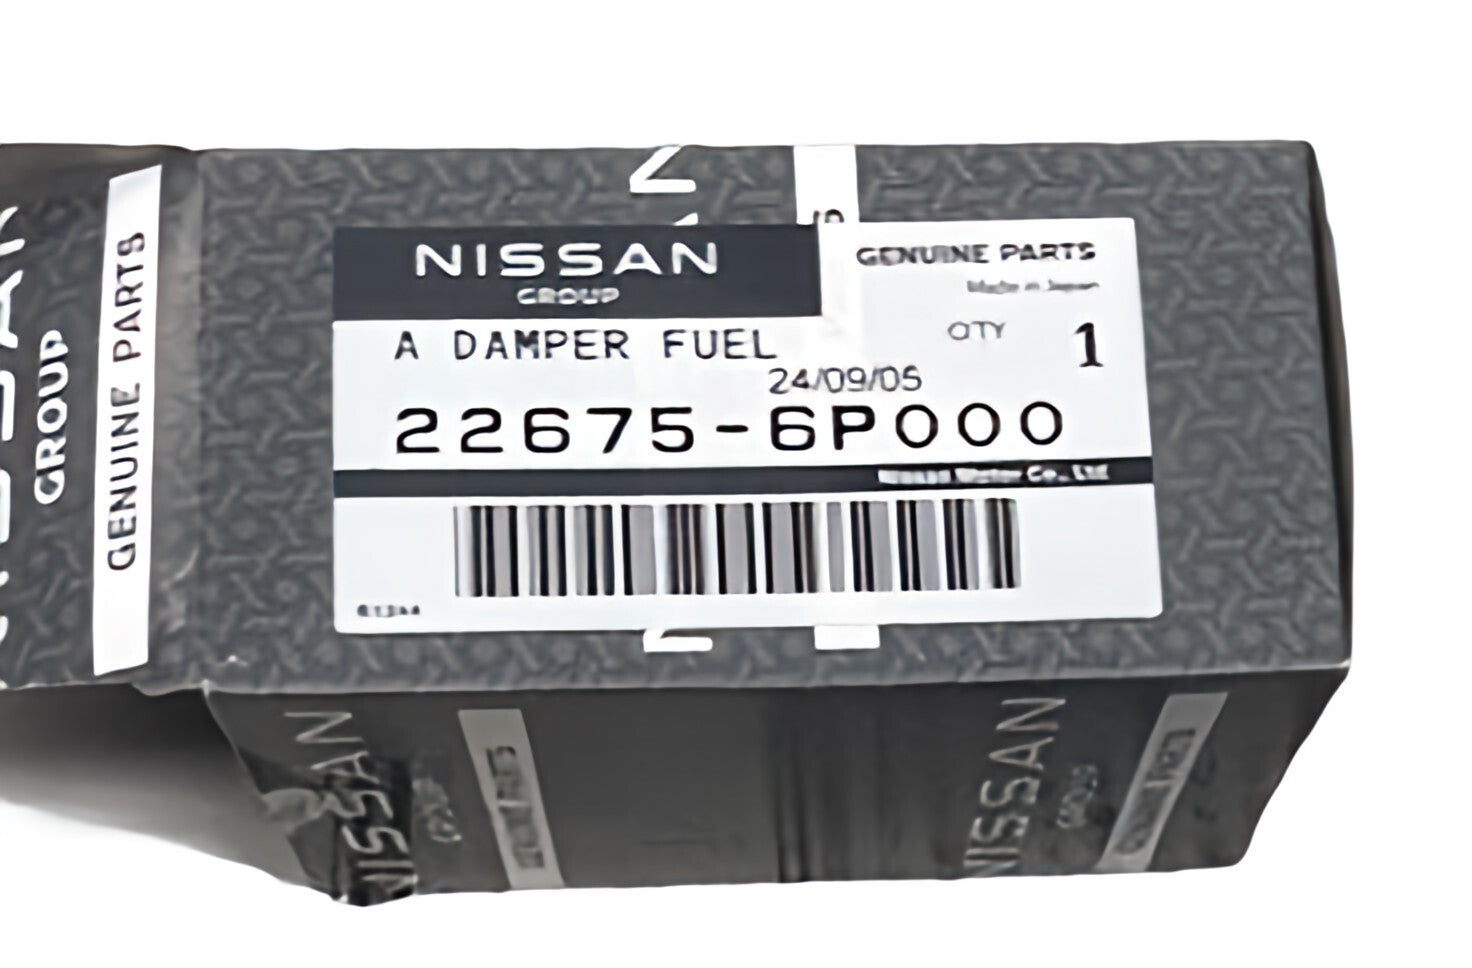 NISSAN
GROUP
GENUINE PARTS
Made in Japan
A DAMPER FUEL
QTY 1
24/09/05
22675-6P000
Nissan Motor Co., Ltd.
GROUP
GENUINE PARTS
NISSAN
NISSAN